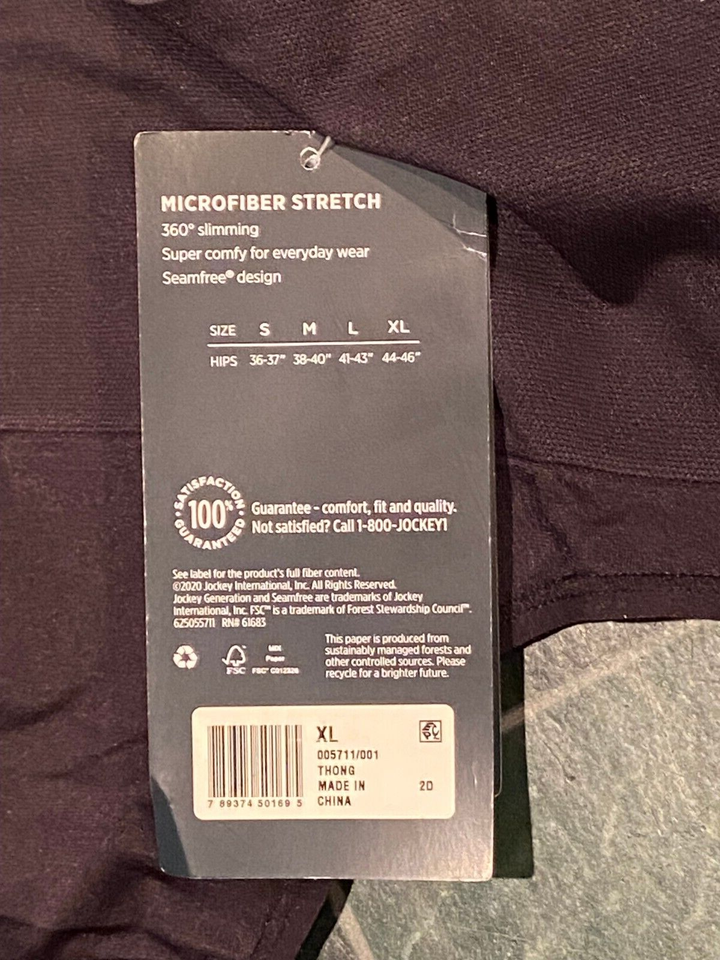 MICROFIBER STRETCH
360° slimming
Super comfy for everyday wear
Seamfree® design
SIZE S M L XL
HIPS 36-37" 38-40" 41-43" 44-46"
SATISFACTION
100%
GUARANTEED
Guarantee - comfort, fit and quality.
Not satisfied? Call 1-800-JOCKEY1
See label for the product's full fiber content.
©2020 Jockey International, Inc. All Rights Reserved.
Jockey Generation and Seamfree are trademarks of Jockey
International, Inc. FSC™ is a trademark of Forest Stewardship Council™.
625055711 RN# 61683
FSC
MIX
Paper
FSC® C012326
This paper is produced from
sustainably managed forests and
other controlled sources. Please
recycle for a brighter future.
XL
005711/001
THONG
MADE IN
CHINA
20
7 89374 50169 5